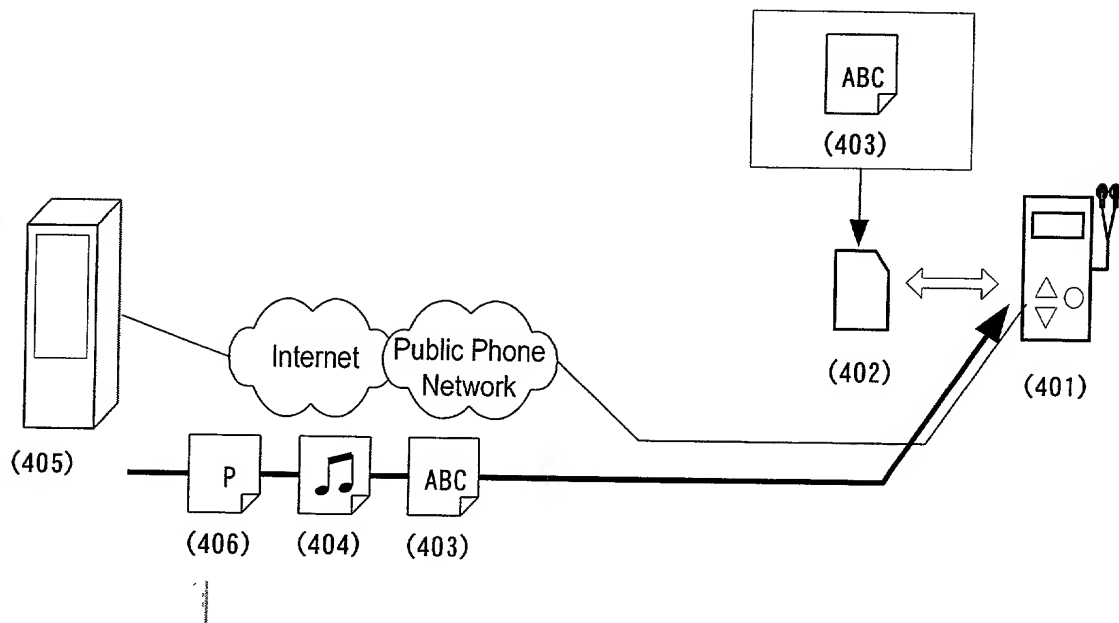 ABC
(403)
Internet
Public Phone
Network
(402)
(401)
(405)
P
ABC
(406)
(404)
(403)